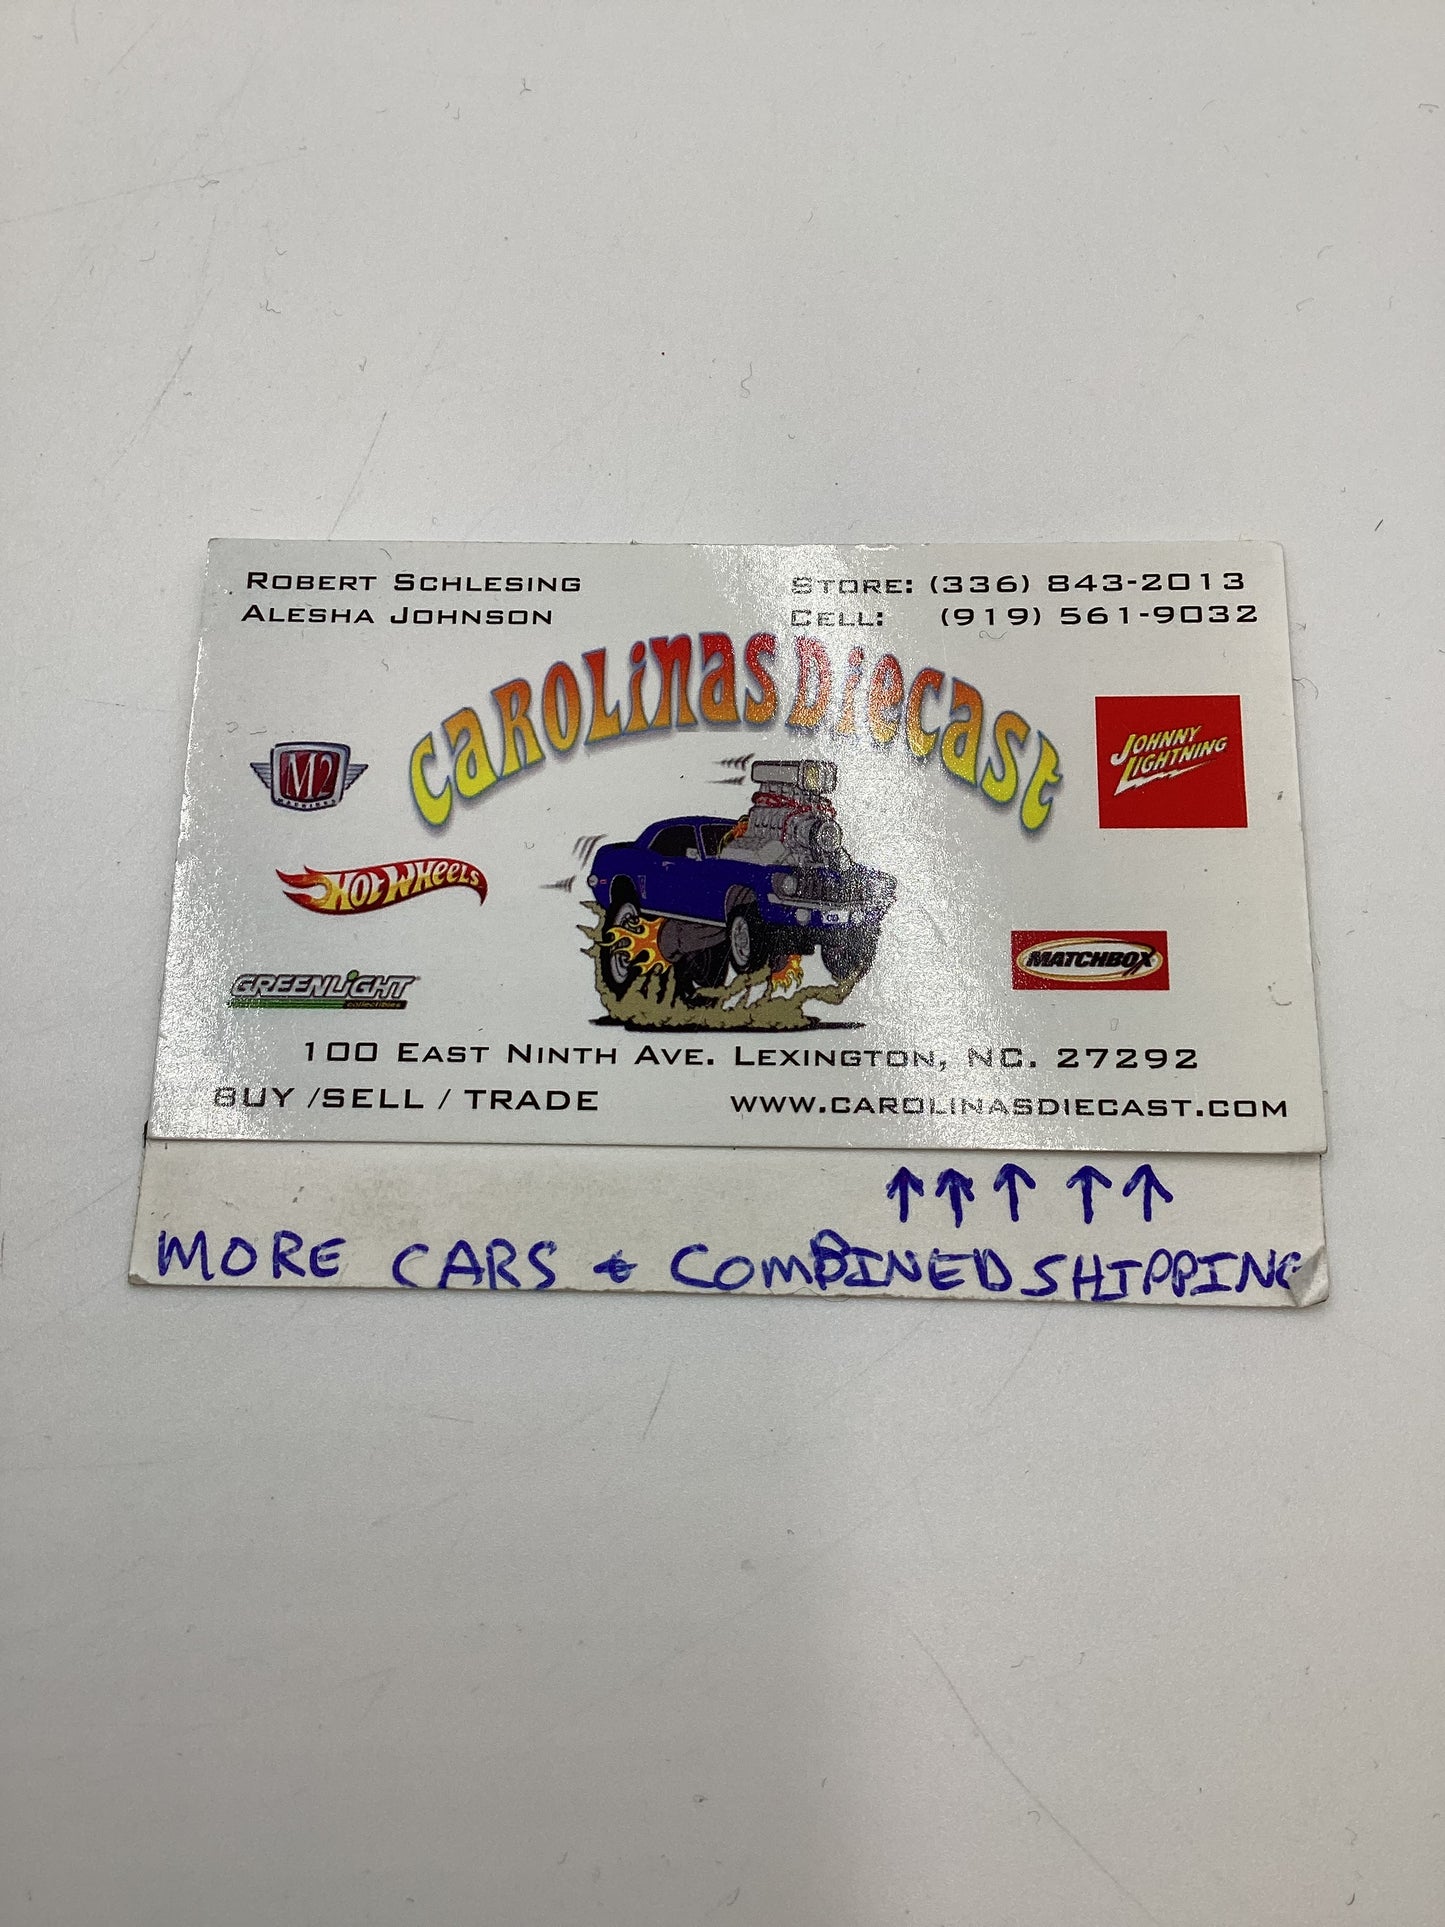 ROBERT SCHLESING
ALESHA JOHNSON
STORE: (336) 843-2013
CELL: (919) 561-9032
CAROLINAS DIECAST
M2
MACHINES
JOHNNY
LIGHTNING
HOT WHEELS
MATCHBOX
GREENLIGHT
collectibles
100 EAST NINTH AVE. LEXINGTON, NC. 27292
BUY /SELL / TRADE
WWW.CAROLINASDIECAST.COM
↑ ↑ ↑ ↑ ↑
MORE CARS & COMBINED SHIPPING